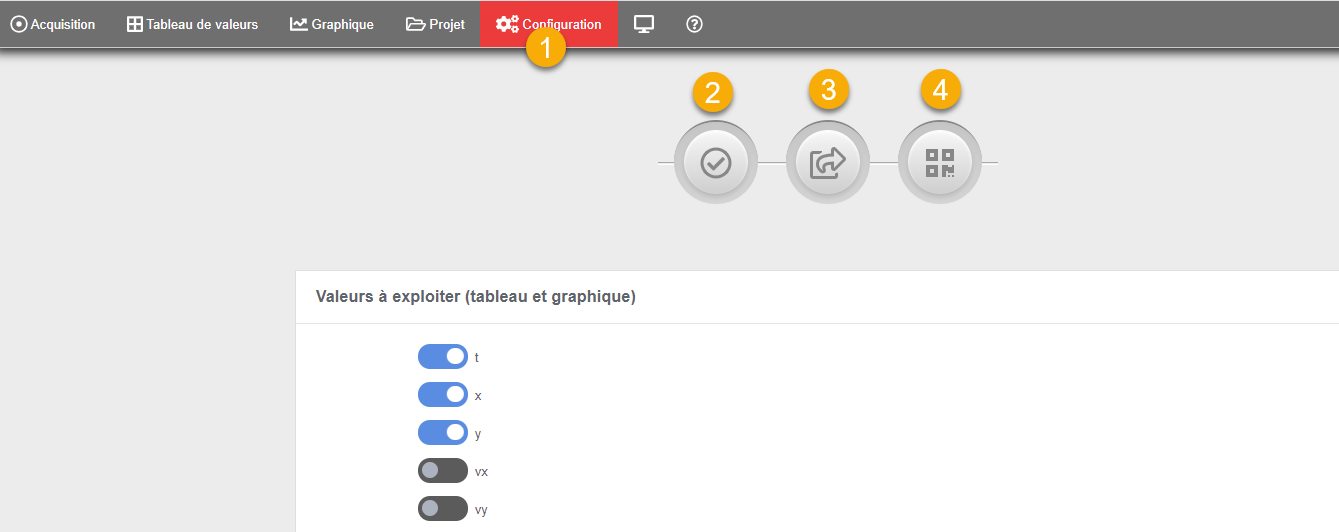 Acquisition Tableau de valeurs Graphique Projet Configuration
1
2 3 4
Valeurs à exploiter (tableau et graphique)
t
x
y
vx
vy